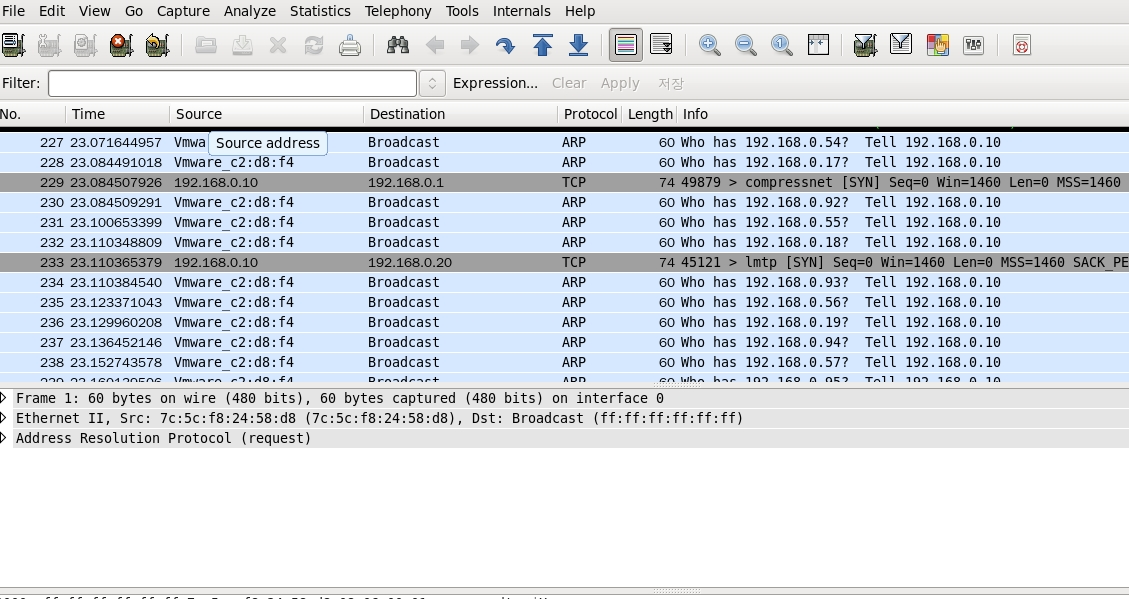 File Edit View Go Capture Analyze Statistics Telephony Tools Internals Help
Filter: Expression... Clear Apply 저장
No. Time Source Destination Protocol Length Info
227 23.071644957 Vmwa Broadcast ARP 60 Who has 192.168.0.54? Tell 192.168.0.10
Source address
228 23.084491018 Vmware_c2:d8:f4 Broadcast ARP 60 Who has 192.168.0.17? Tell 192.168.0.10
229 23.084507926 192.168.0.10 192.168.0.1 TCP 74 49879 > compressnet [SYN] Seq=0 Win=1460 Len=0 MSS=1460
230 23.084509291 Vmware_c2:d8:f4 Broadcast ARP 60 Who has 192.168.0.92? Tell 192.168.0.10
231 23.100653399 Vmware_c2:d8:f4 Broadcast ARP 60 Who has 192.168.0.55? Tell 192.168.0.10
232 23.110348809 Vmware_c2:d8:f4 Broadcast ARP 60 Who has 192.168.0.18? Tell 192.168.0.10
233 23.110365379 192.168.0.10 192.168.0.20 TCP 74 45121 > lmtp [SYN] Seq=0 Win=1460 Len=0 MSS=1460 SACK_PE
234 23.110384540 Vmware_c2:d8:f4 Broadcast ARP 60 Who has 192.168.0.93? Tell 192.168.0.10
235 23.123371043 Vmware_c2:d8:f4 Broadcast ARP 60 Who has 192.168.0.56? Tell 192.168.0.10
236 23.129960208 Vmware_c2:d8:f4 Broadcast ARP 60 Who has 192.168.0.19? Tell 192.168.0.10
237 23.136452146 Vmware_c2:d8:f4 Broadcast ARP 60 Who has 192.168.0.94? Tell 192.168.0.10
238 23.152743578 Vmware_c2:d8:f4 Broadcast ARP 60 Who has 192.168.0.57? Tell 192.168.0.10
Frame 1: 60 bytes on wire (480 bits), 60 bytes captured (480 bits) on interface 0
Ethernet II, Src: 7c:5c:f8:24:58:d8 (7c:5c:f8:24:58:d8), Dst: Broadcast (ff:ff:ff:ff:ff:ff)
Address Resolution Protocol (request)